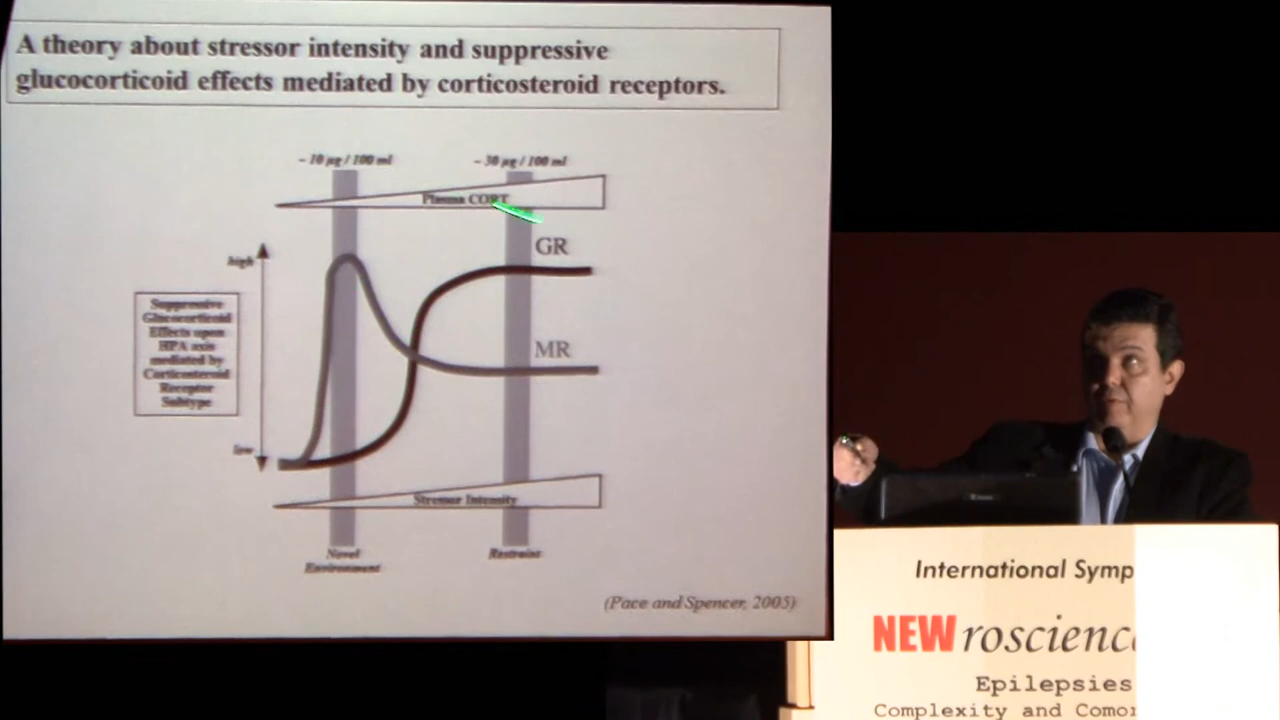 A theory about stressor intensity and suppressive
glucocorticoid effects mediated by corticosteroid receptors.
~ 10 µg / 100 ml
~ 30 µg / 100 ml
Plasma CORT
GR
high
Suppressive
Glucocorticoid
Effects upon
HPA axis
mediated by
Corticosteroid
Receptor
Subtype
MR
low
Stressor Intensity
Novel
Environment
Restraint
(Pace and Spencer, 2005)
International Symp
NEWroscienc
Epilepsies
Complexity and Comor